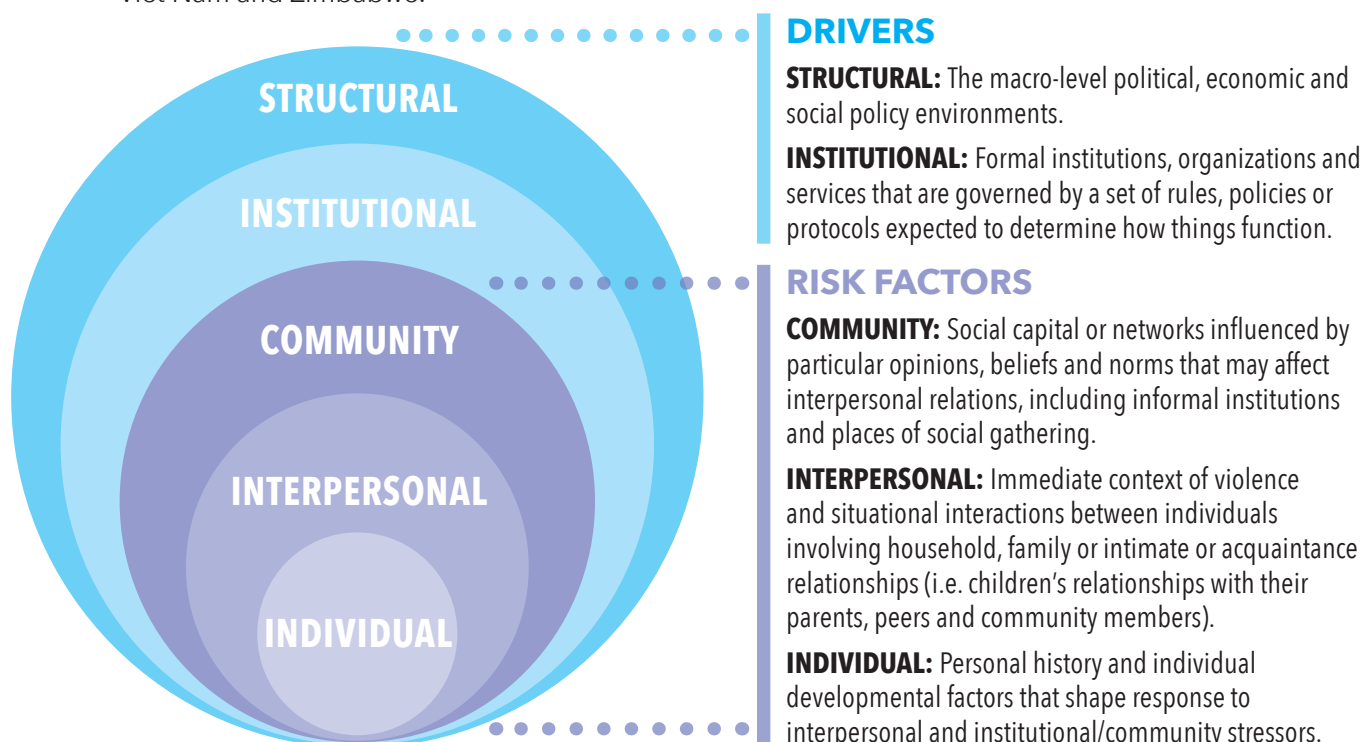 Viet Nam and Zimbabwe.
STRUCTURAL
INSTITUTIONAL
COMMUNITY
INTERPERSONAL
INDIVIDUAL
DRIVERS
STRUCTURAL: The macro-level political, economic and
social policy environments.
INSTITUTIONAL: Formal institutions, organizations and
services that are governed by a set of rules, policies or
protocols expected to determine how things function.
RISK FACTORS
COMMUNITY: Social capital or networks influenced by
particular opinions, beliefs and norms that may affect
interpersonal relations, including informal institutions
and places of social gathering.
INTERPERSONAL: Immediate context of violence
and situational interactions between individuals
involving household, family or intimate or acquaintance
relationships (i.e. children's relationships with their
parents, peers and community members).
INDIVIDUAL: Personal history and individual
developmental factors that shape response to
interpersonal and institutional/community stressors.